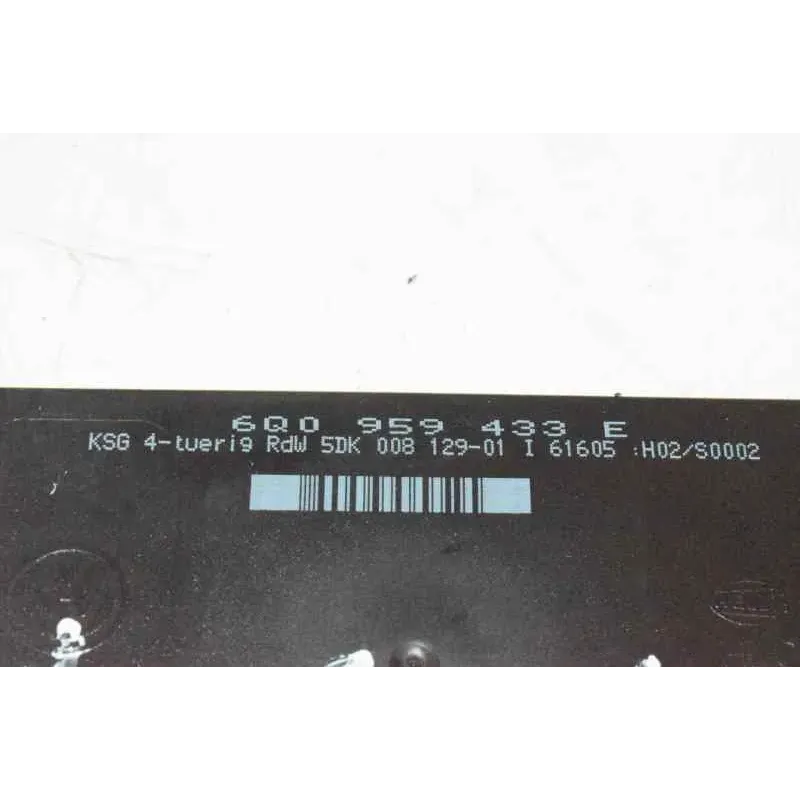 6Q0 959 433 E
KSG 4-tuerig RdW 5DK 008 129-01 I 61605 :H02/S0002